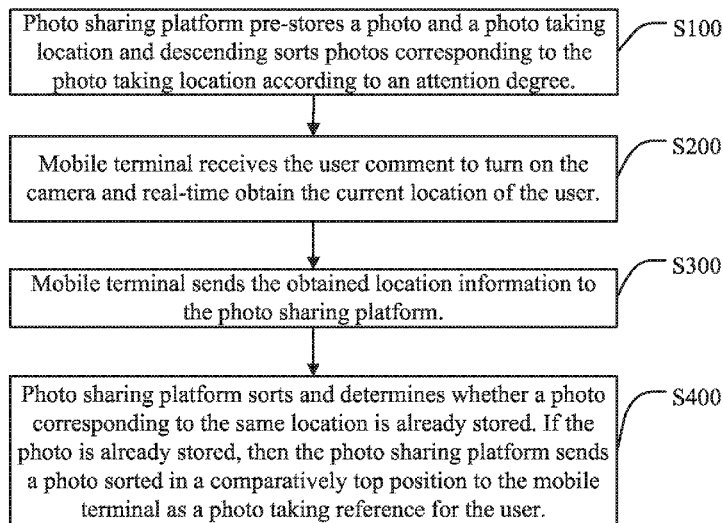 Photo sharing platform pre-stores a photo and a photo taking
location and descending sorts photos corresponding to the
photo taking location according to an attention degree.
S100
Mobile terminal receives the user comment to turn on the
camera and real-time obtain the current location of the user.
S200
Mobile terminal sends the obtained location information to
the photo sharing platform.
S300
Photo sharing platform sorts and determines whether a photo
corresponding to the same location is already stored. If the
photo is already stored, then the photo sharing platform sends
a photo sorted in a comparatively top position to the mobile
terminal as a photo taking reference for the user.
S400